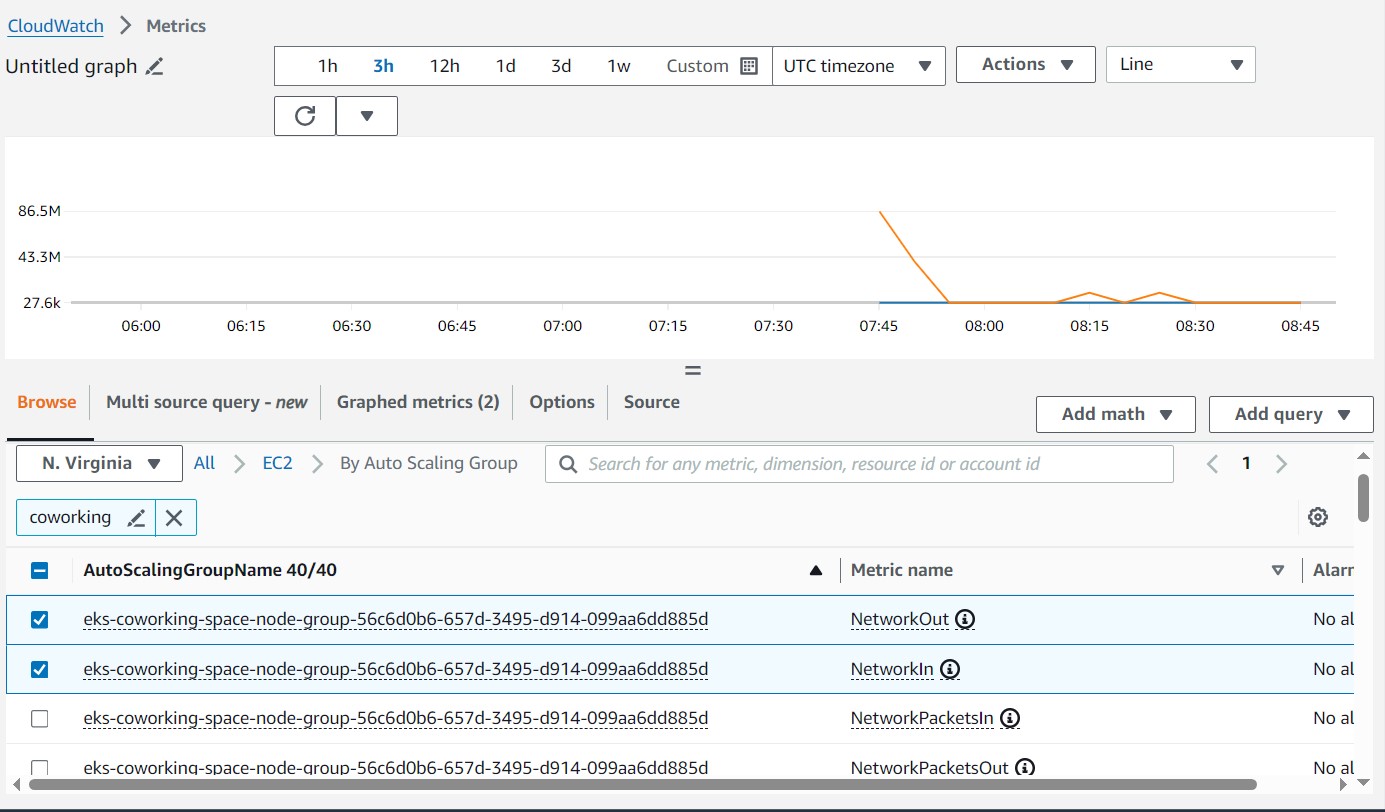 CloudWatch Metrics
Untitled graph 1h 3h 12h 1d 3d 1w Custom UTC timezone Actions Line
86.5M
43.3M
27.6k
06:00 06:15 06:30 06:45 07:00 07:15 07:30 07:45 08:00 08:15 08:30 08:45
Browse Multi source query - new Graphed metrics (2) Options Source Add math Add query
N. Virginia All EC2 By Auto Scaling Group Search for any metric, dimension, resource id or account id 1
coworking
AutoScalingGroupName 40/40 Metric name Alarr
eks-coworking-space-node-group-56c6d0b6-657d-3495-d914-099aa6dd885d NetworkOut No al
eks-coworking-space-node-group-56c6d0b6-657d-3495-d914-099aa6dd885d NetworkIn No al
eks-coworking-space-node-group-56c6d0b6-657d-3495-d914-099aa6dd885d NetworkPacketsIn No al
eks-coworking-space-node-group-56c6d0b6-657d-3495-d914-099aa6dd885d NetworkPacketsOut No al